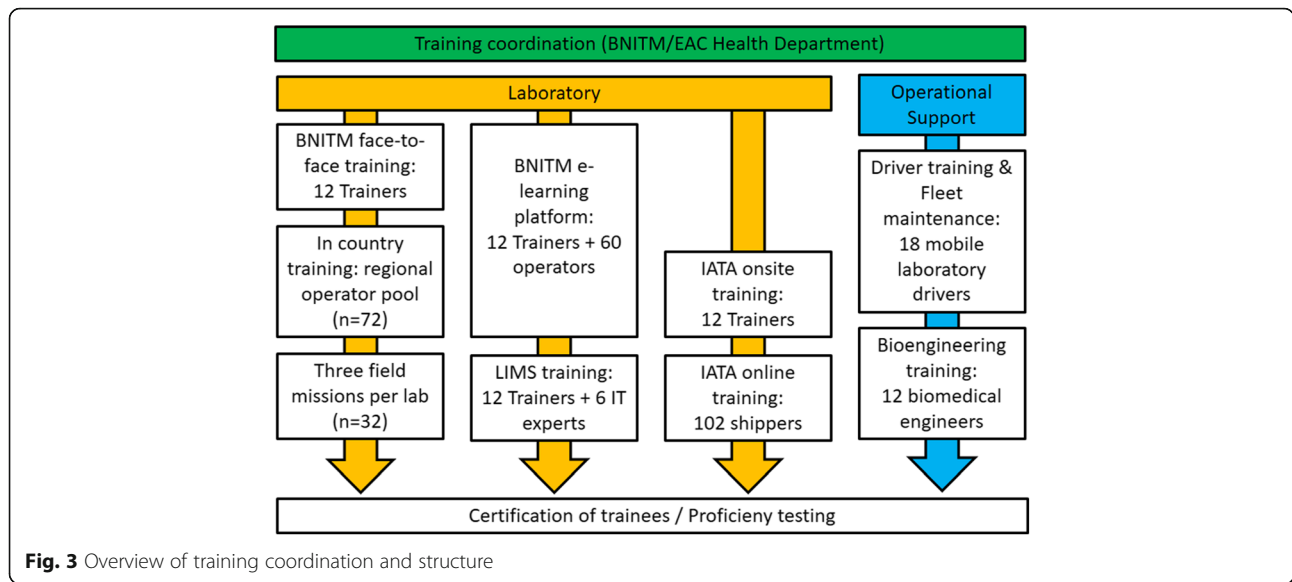 Training coordination (BNITM/EAC Health Department)
Laboratory
BNITM face-to-
face training:
12 Trainers
In country
training: regional
operator pool
(n=72)
Three field
missions per lab
(n=32)
BNITM e-
learning
platform:
12 Trainers + 60
operators
LIMS training:
12 Trainers + 6 IT
experts
IATA onsite
training:
12 Trainers
IATA online
training:
102 shippers
Operational
Support
Driver training &
Fleet
maintenance:
18 mobile
laboratory
drivers
Bioengineering
training:
12 biomedical
engineers
Certification of trainees / Proficieny testing
Fig. 3 Overview of training coordination and structure